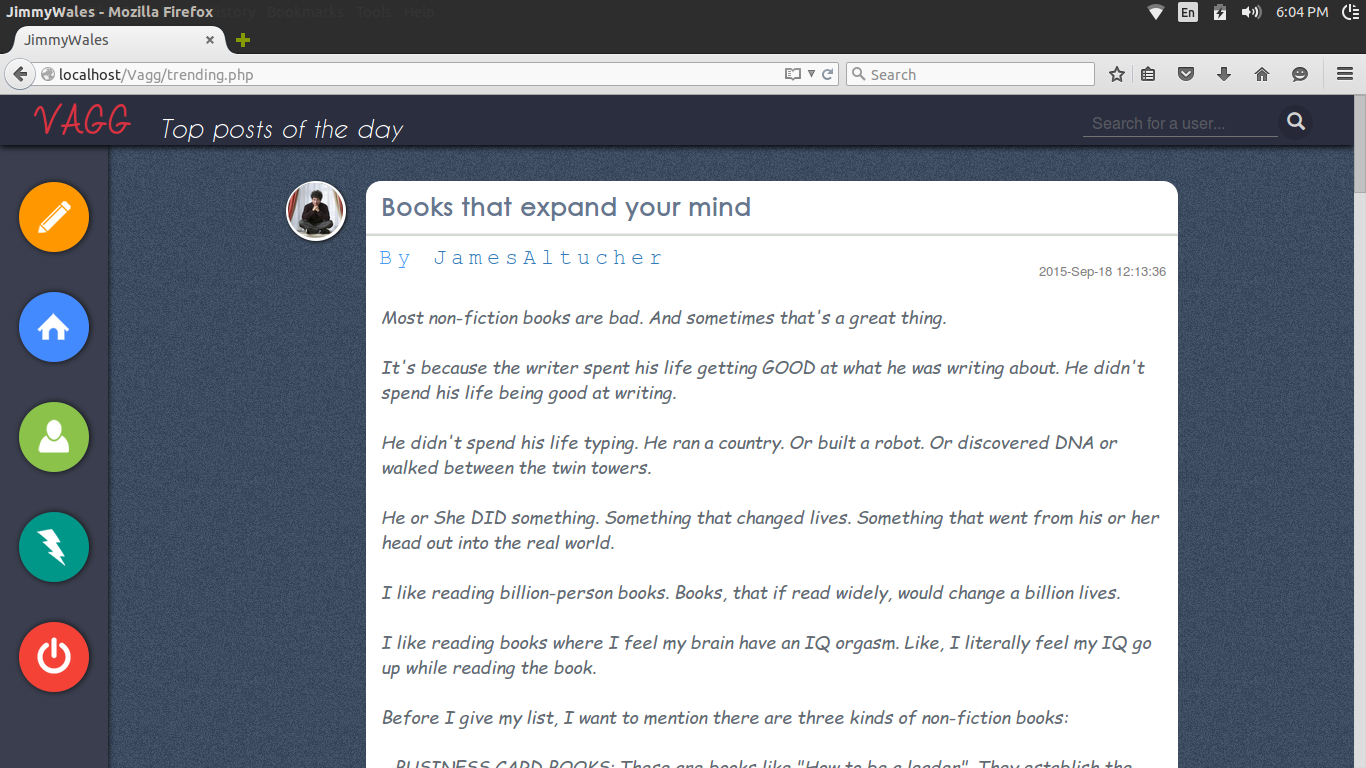 JimmyWales - Mozilla Firefox
History Bookmarks Tools Help
En
6:04 PM
JimmyWales
localhost/Vagg/trending.php
Search
VAGG
Top posts of the day
Search for a user...
Books that expand your mind
By JamesAltucher
2015-Sep-18 12:13:36
Most non-fiction books are bad. And sometimes that's a great thing.
It's because the writer spent his life getting GOOD at what he was writing about. He didn't
spend his life being good at writing.
He didn't spend his life typing. He ran a country. Or built a robot. Or discovered DNA or
walked between the twin towers.
He or She DID something. Something that changed lives. Something that went from his or her
head out into the real world.
I like reading billion-person books. Books, that if read widely, would change a billion lives.
I like reading books where I feel my brain have an IQ orgasm. Like, I literally feel my IQ go
up while reading the book.
Before I give my list, I want to mention there are three kinds of non-fiction books:
BUSINESS CARD BOOKS: These are books like "How to be a leader". They establish the